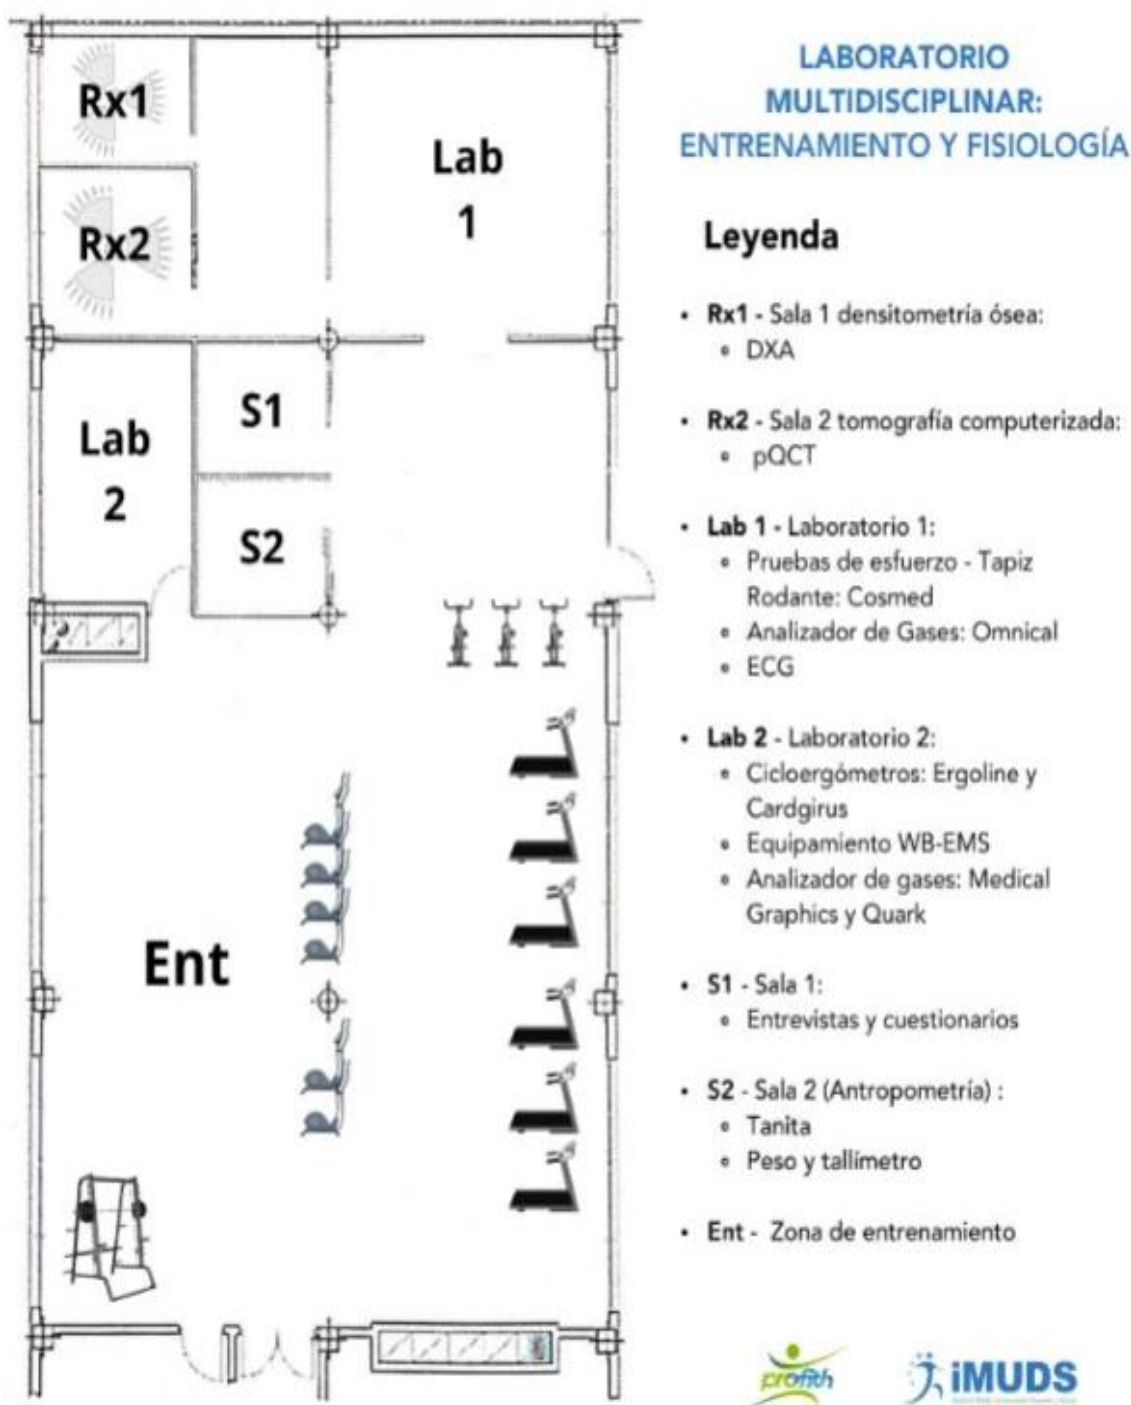 Rx1
Rx2
Lab
1
Lab
2
S1
S2
Ent
LABORATORIO
MULTIDISCIPLINAR:
ENTRENAMIENTO Y FISIOLOGÍA
Leyenda
• Rx1 - Sala 1 densitometría ósea:
∘ DXA
• Rx2 - Sala 2 tomografía computerizada:
∘ pQCT
• Lab 1 - Laboratorio 1:
∘ Pruebas de esfuerzo - Tapiz
Rodante: Cosmed
∘ Analizador de Gases: Omnical
∘ ECG
• Lab 2 - Laboratorio 2:
∘ Cicloergómetros: Ergoline y
Cardgirus
∘ Equipamiento WB-EMS
∘ Analizador de gases: Medical
Graphics y Quark
• S1 - Sala 1:
∘ Entrevistas y cuestionarios
• S2 - Sala 2 (Antropometría) :
∘ Tanita
∘ Peso y tallímetro
• Ent - Zona de entrenamiento
profith
iMUDS